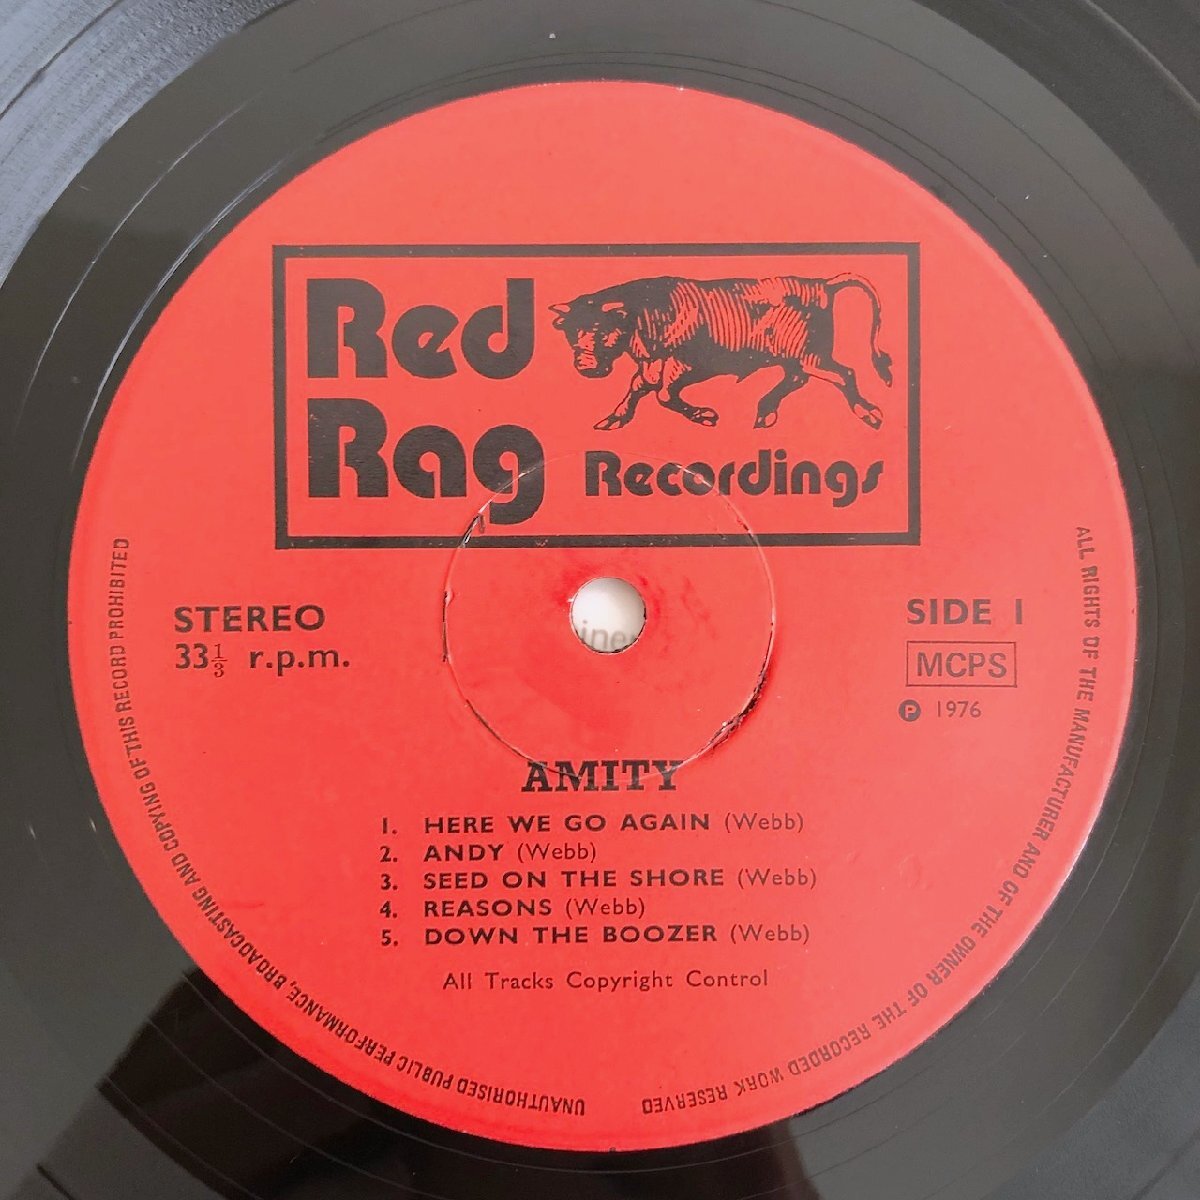 Red
Rag
Recordings
STEREO
33⅓ r.p.m.
SIDE 1
MCPS
Ⓟ 1976
AMITY
1. HERE WE GO AGAIN (Webb)
2. ANDY (Webb)
3. SEED ON THE SHORE (Webb)
4. REASONS (Webb)
5. DOWN THE BOOZER (Webb)
All Tracks Copyright Control
ALL RIGHTS OF THE MANUFACTURER AND OF THE OWNER OF THE RECORDED WORK RESERVED
UNAUTHORISED PUBLIC PERFORMANCE, BROADCASTING AND COPYING OF THIS RECORD PROHIBITED